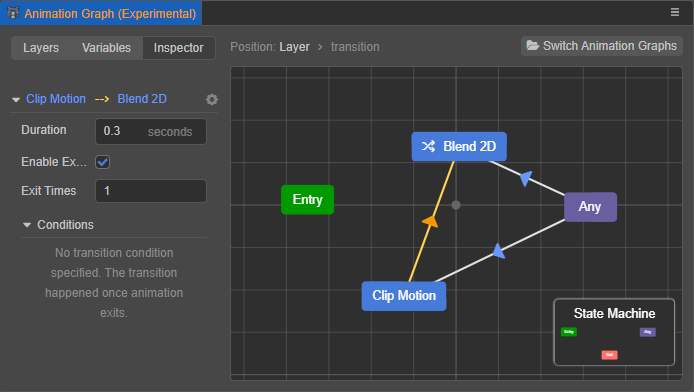 Animation Graph (Experimental)
Layers Variables Inspector
Position: Layer > transition
Switch Animation Graphs
Clip Motion --> Blend 2D
Duration 0.3 seconds
Enable Ex...
Exit Times 1
Conditions
No transition condition
specified. The transition
happened once animation
exits.
Blend 2D
Entry
Any
Clip Motion
State Machine
Entry
Any
Exit